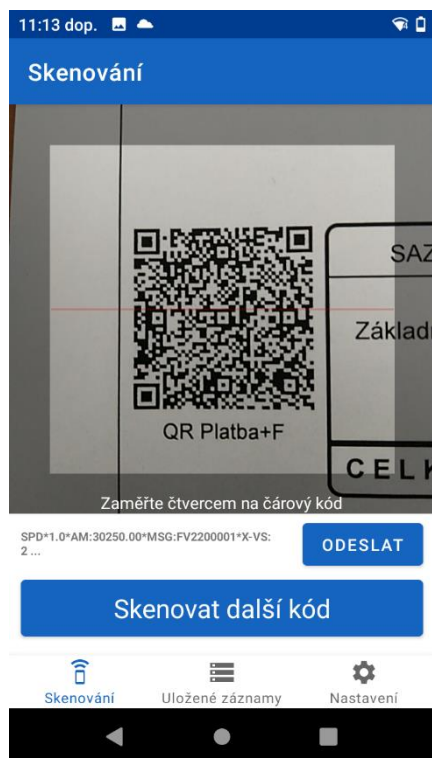 11:13 dop.
Skenování
SAZ
Základ
QR Platba+F
CELK
Zaměřte čtvercem na čárový kód
SPD*1.0*AM:30250.00*MSG:FV2200001*X-VS:
2 ...
ODESLAT
Skenovat další kód
Skenování
Uložené záznamy
Nastavení